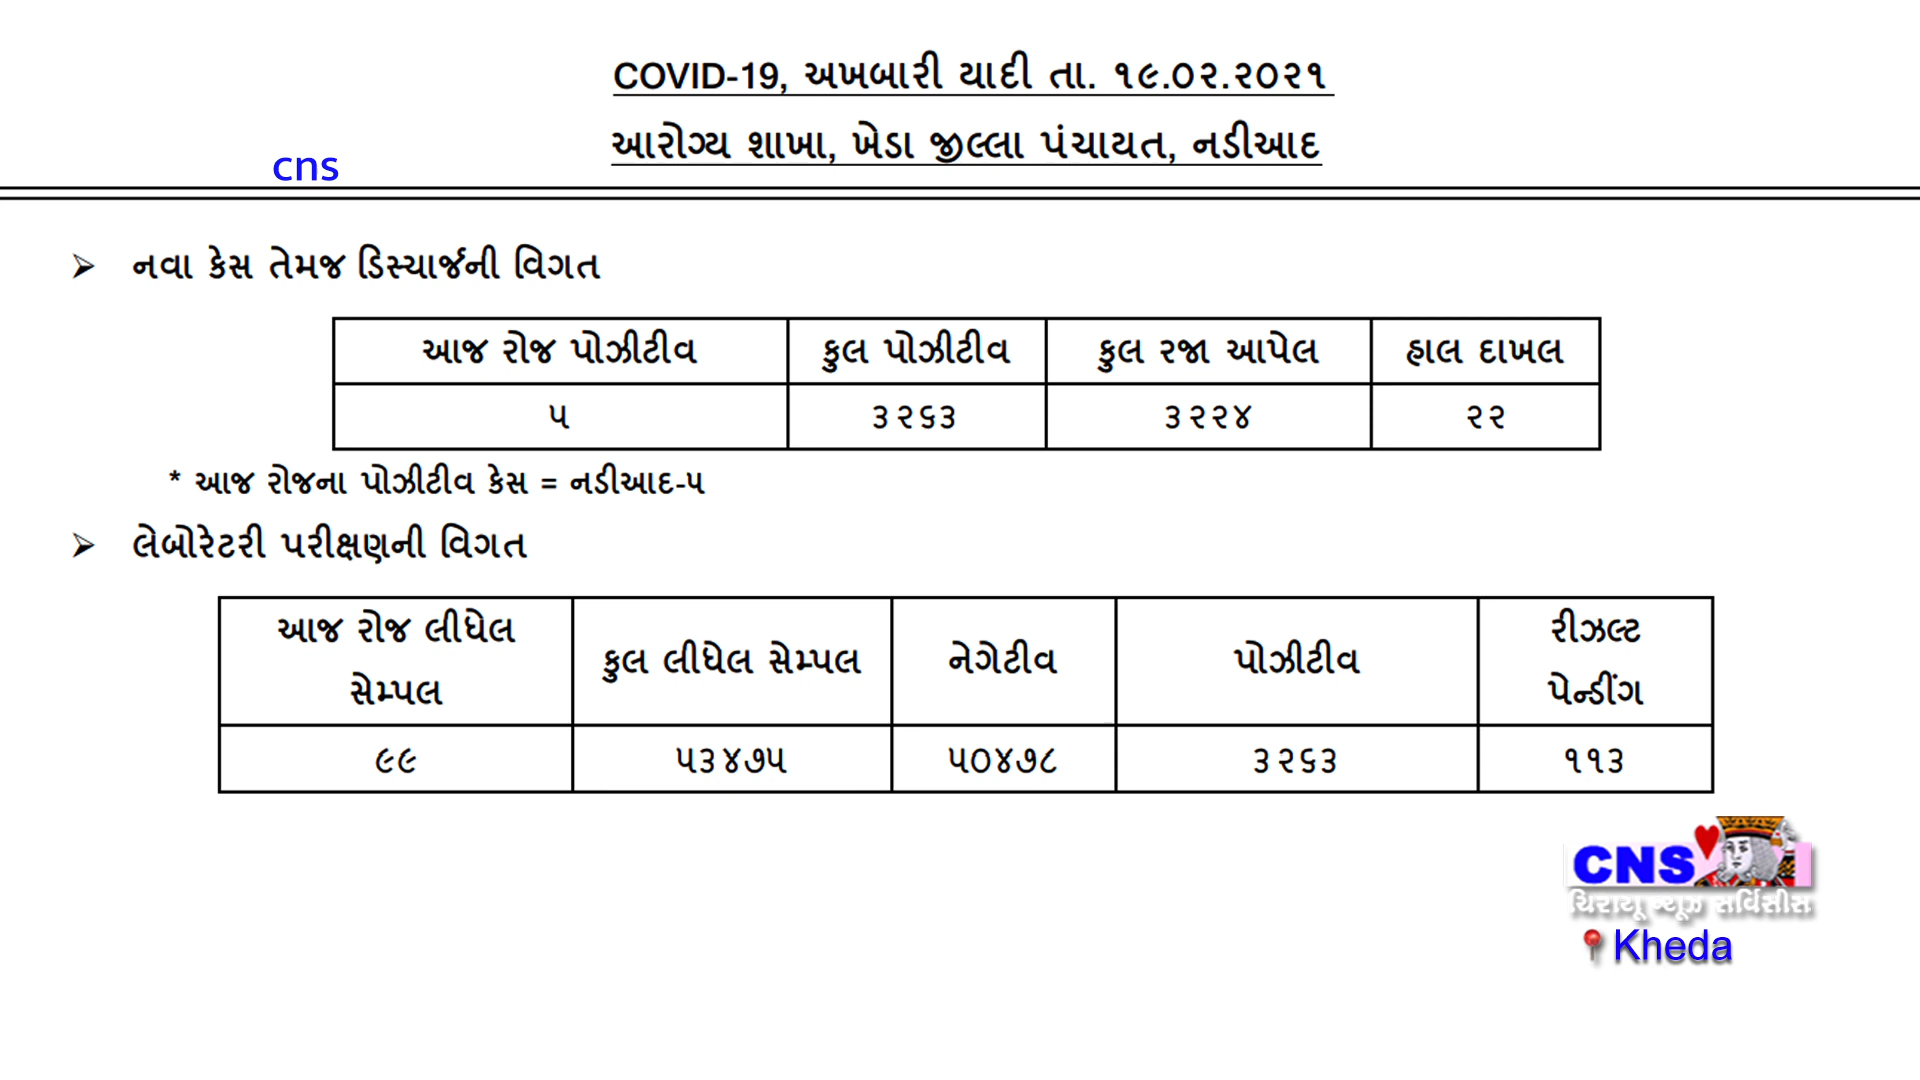 COVID-19, અખબારી યાદી તા. ૧૯.૦૨.૨૦૨૧
આરોગ્ય શાખા, ખેડા જીલ્લા પંચાયત, નડીઆદ
cns
➢ નવા કેસ તેમજ ડિસ્ચાર્જની વિગત
આજ રોજ પોઝીટીવ કુલ પોઝીટીવ કુલ રજા આપેલ હાલ દાખલ
૫ ૩૨૬૩ ૩૨૨૪ ૨૨
* આજ રોજના પોઝીટીવ કેસ = નડીઆદ-૫
➢ લેબોરેટરી પરીક્ષણની વિગત
આજ રોજ લીધેલ સેમ્પલ કુલ લીધેલ સેમ્પલ નેગેટીવ પોઝીટીવ રીઝલ્ટ પેન્ડીંગ
૯૯ ૫૩૪૭૫ ૫૦૪૭૮ ૩૨૬૩ ૧૧૩
CNS
ચિરાયૂ ન્યૂઝ સર્વિસીસ
Kheda